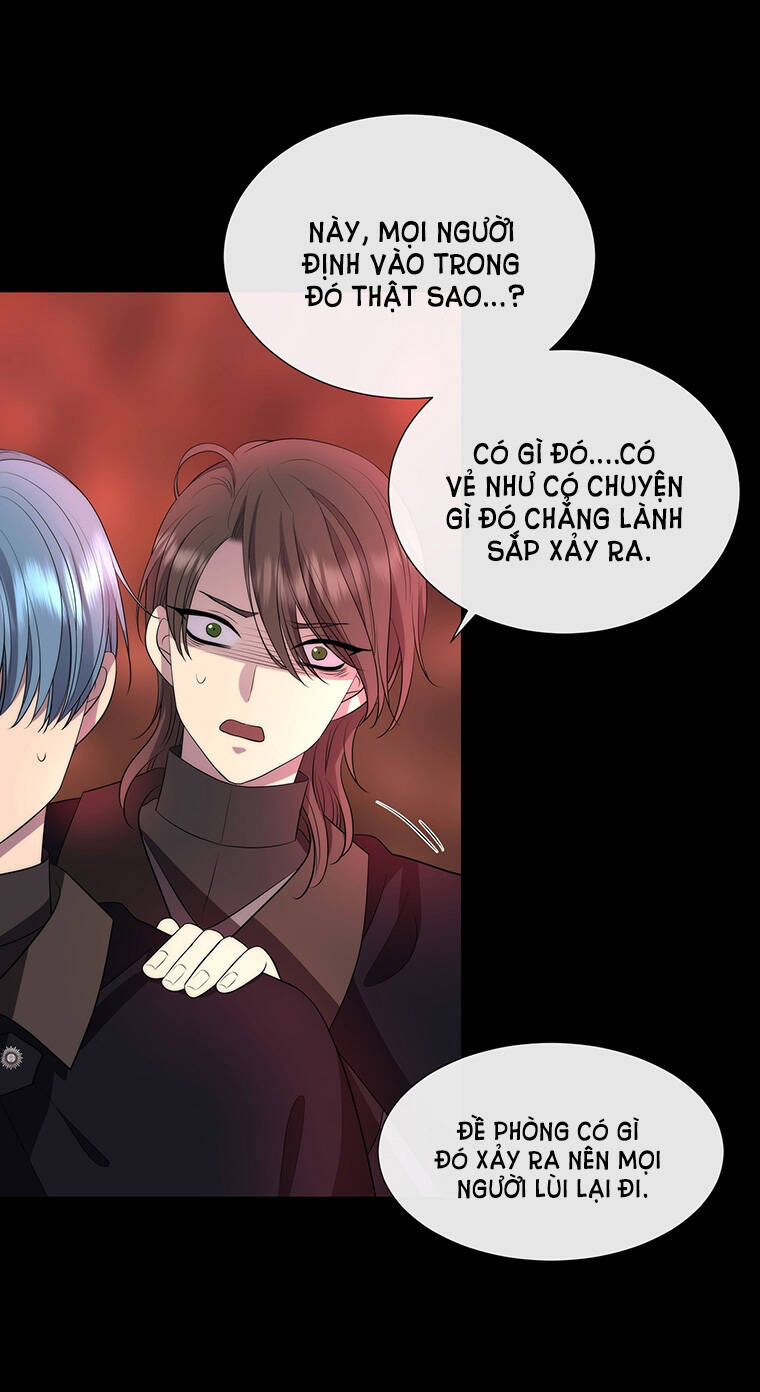 NÀY, MỌI NGƯỜI
ĐỊNH VÀO TRONG
ĐÓ THẬT SAO...?
CÓ GÌ ĐÓ....CÓ
VẺ NHƯ CÓ CHUYỆN
GÌ ĐÓ CHẲNG LÀNH
SẮP XẢY RA.
ĐỀ PHÒNG CÓ GÌ
ĐÓ XẢY RA NÊN MỌI
NGƯỜI LÙI LẠI ĐI.